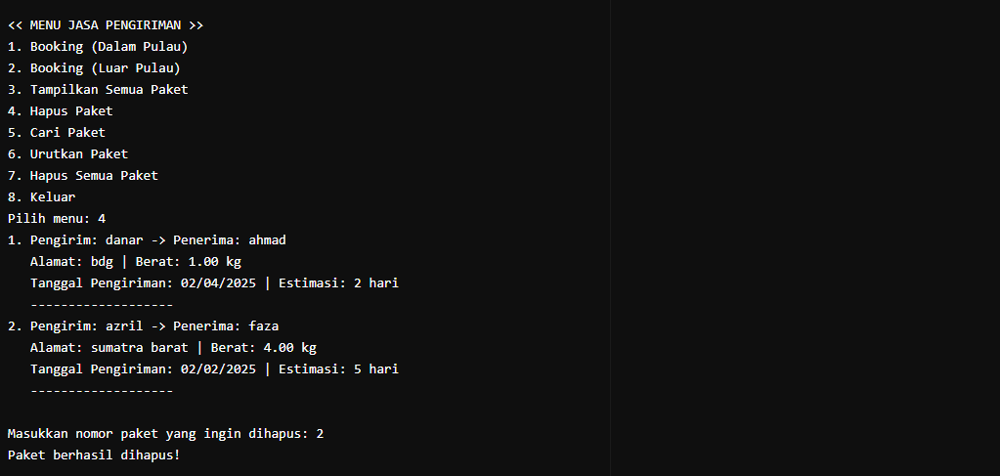 << MENU JASA PENGIRIMAN >>
1. Booking (Dalam Pulau)
2. Booking (Luar Pulau)
3. Tampilkan Semua Paket
4. Hapus Paket
5. Cari Paket
6. Urutkan Paket
7. Hapus Semua Paket
8. Keluar
Pilih menu: 4
1. Pengirim: danar -> Penerima: ahmad
   Alamat: bdg | Berat: 1.00 kg
   Tanggal Pengiriman: 02/04/2025 | Estimasi: 2 hari
   -------------------
2. Pengirim: azril -> Penerima: faza
   Alamat: sumatra barat | Berat: 4.00 kg
   Tanggal Pengiriman: 02/02/2025 | Estimasi: 5 hari
   -------------------
Masukkan nomor paket yang ingin dihapus: 2
Paket berhasil dihapus!